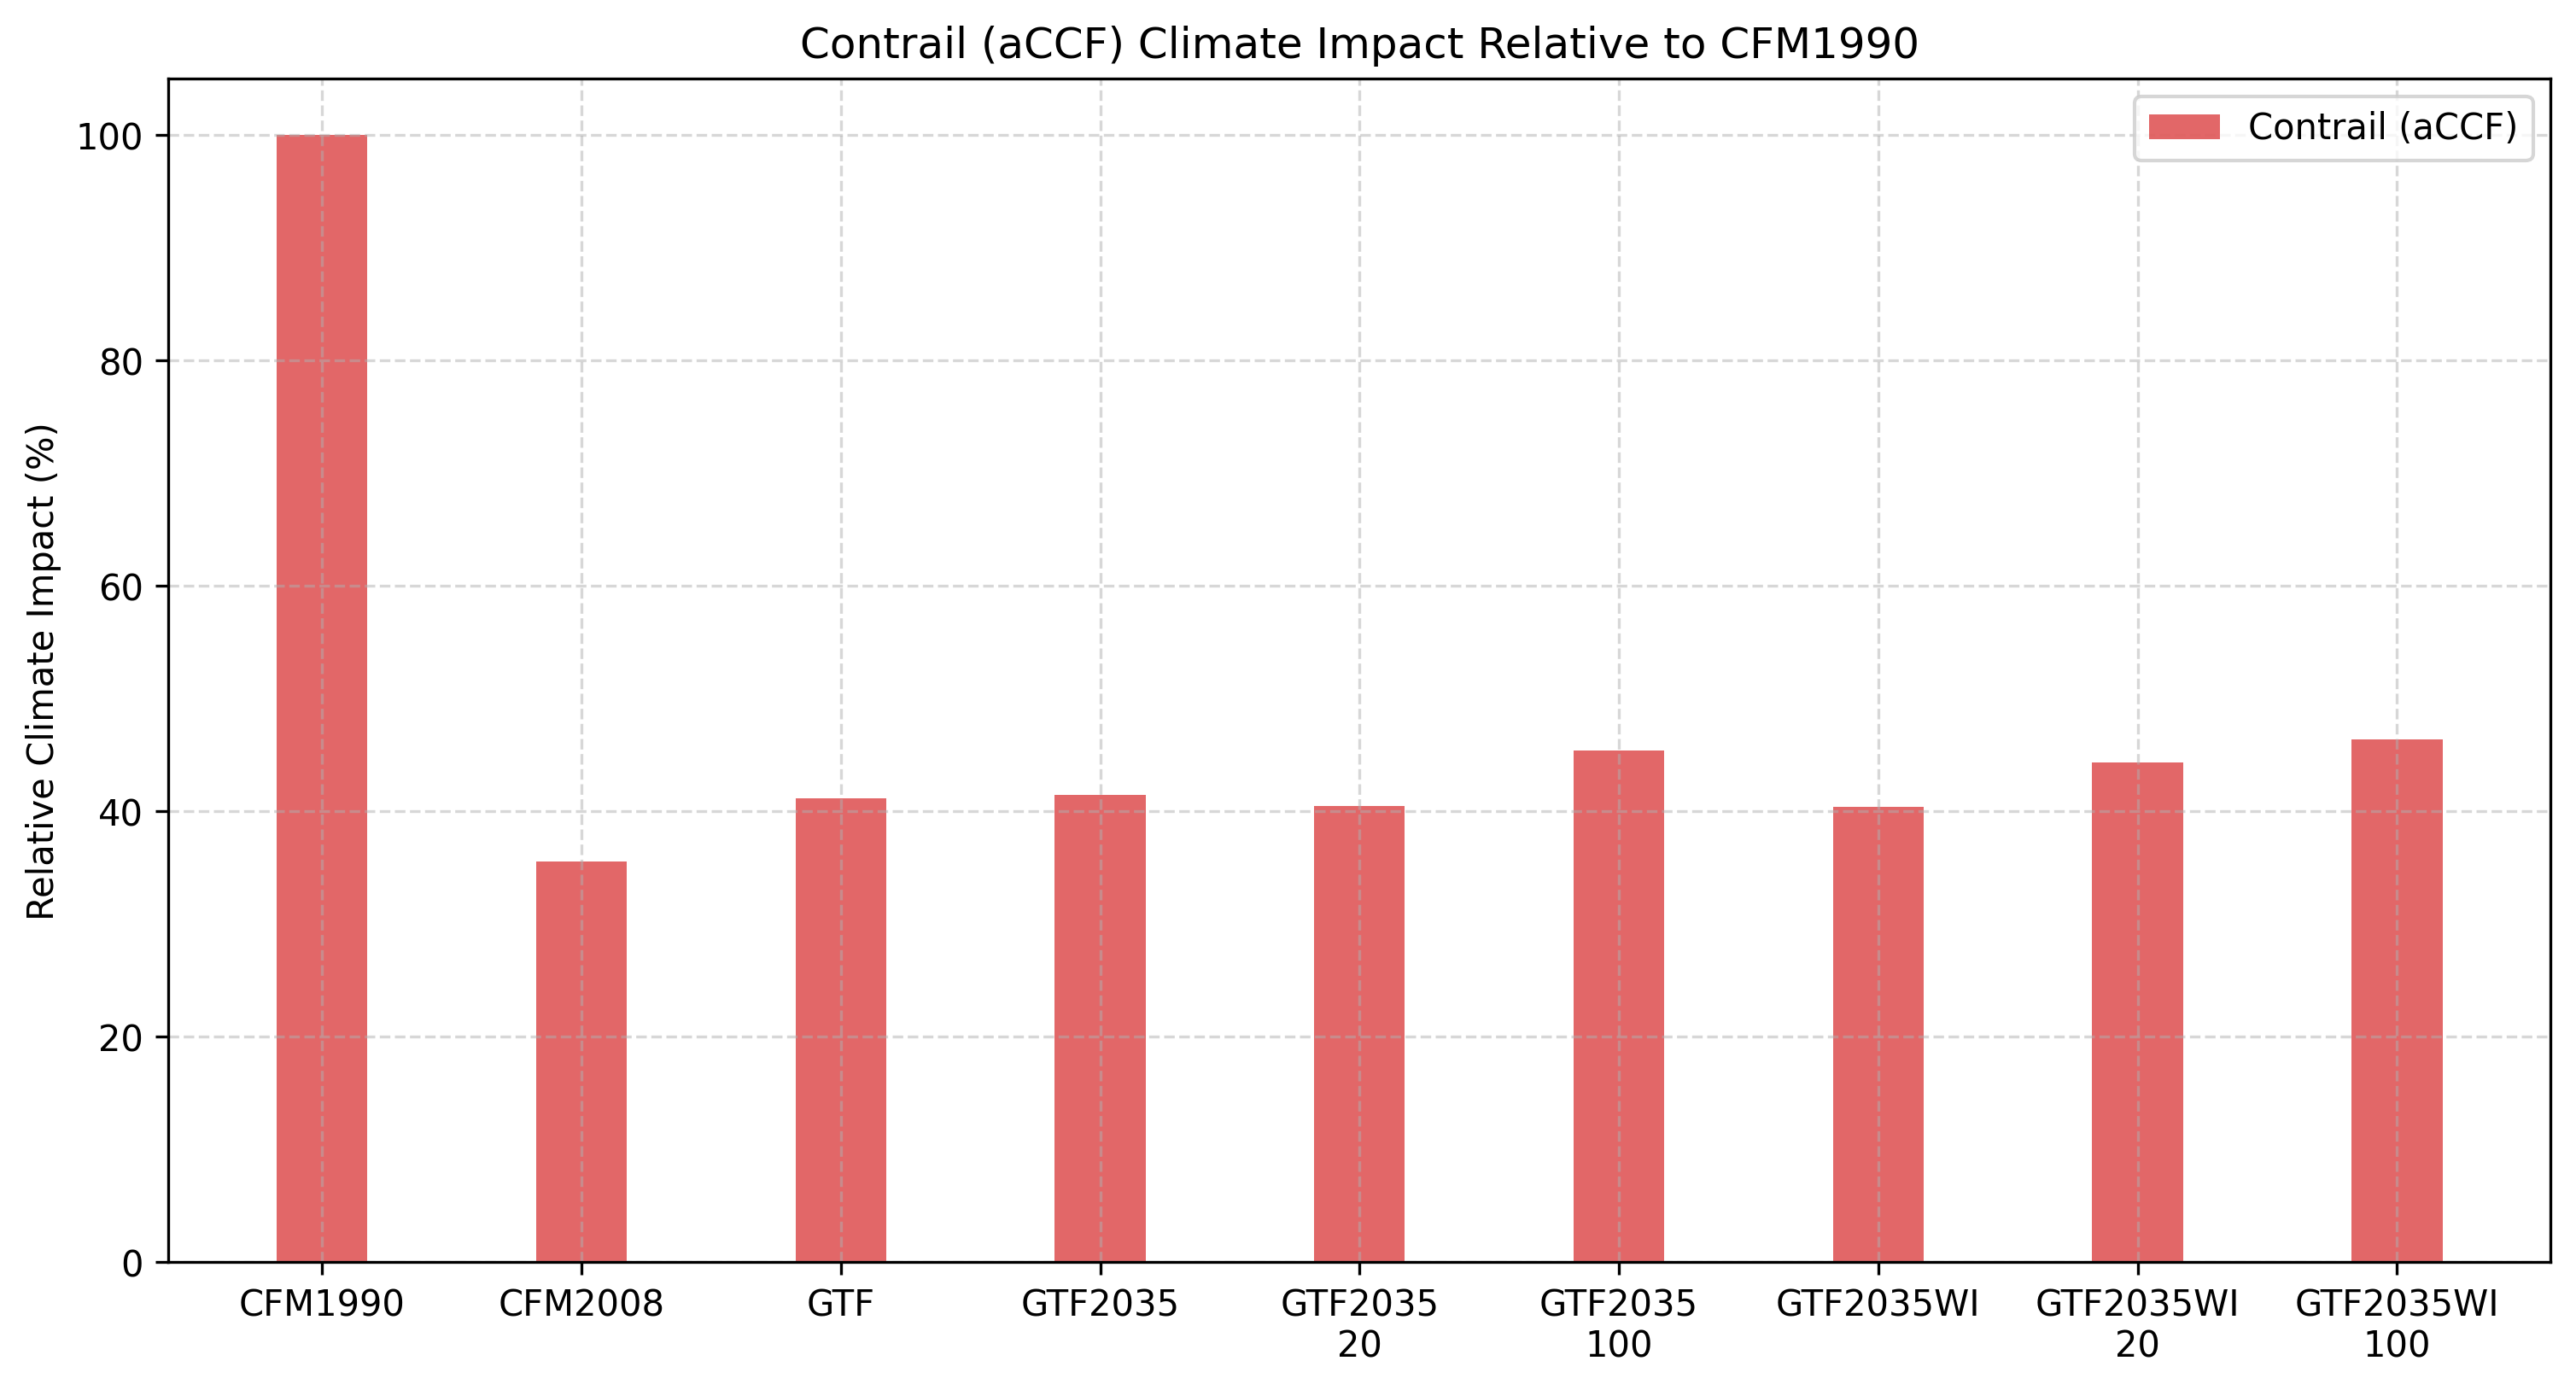 Contrail (aCCF) Climate Impact Relative to CFM1990
Contrail (aCCF)
Relative Climate Impact (%)
100
80
60
40
20
0
CFM1990
CFM2008
GTF
GTF2035
GTF2035
20
GTF2035
100
GTF2035WI
GTF2035WI
20
GTF2035WI
100